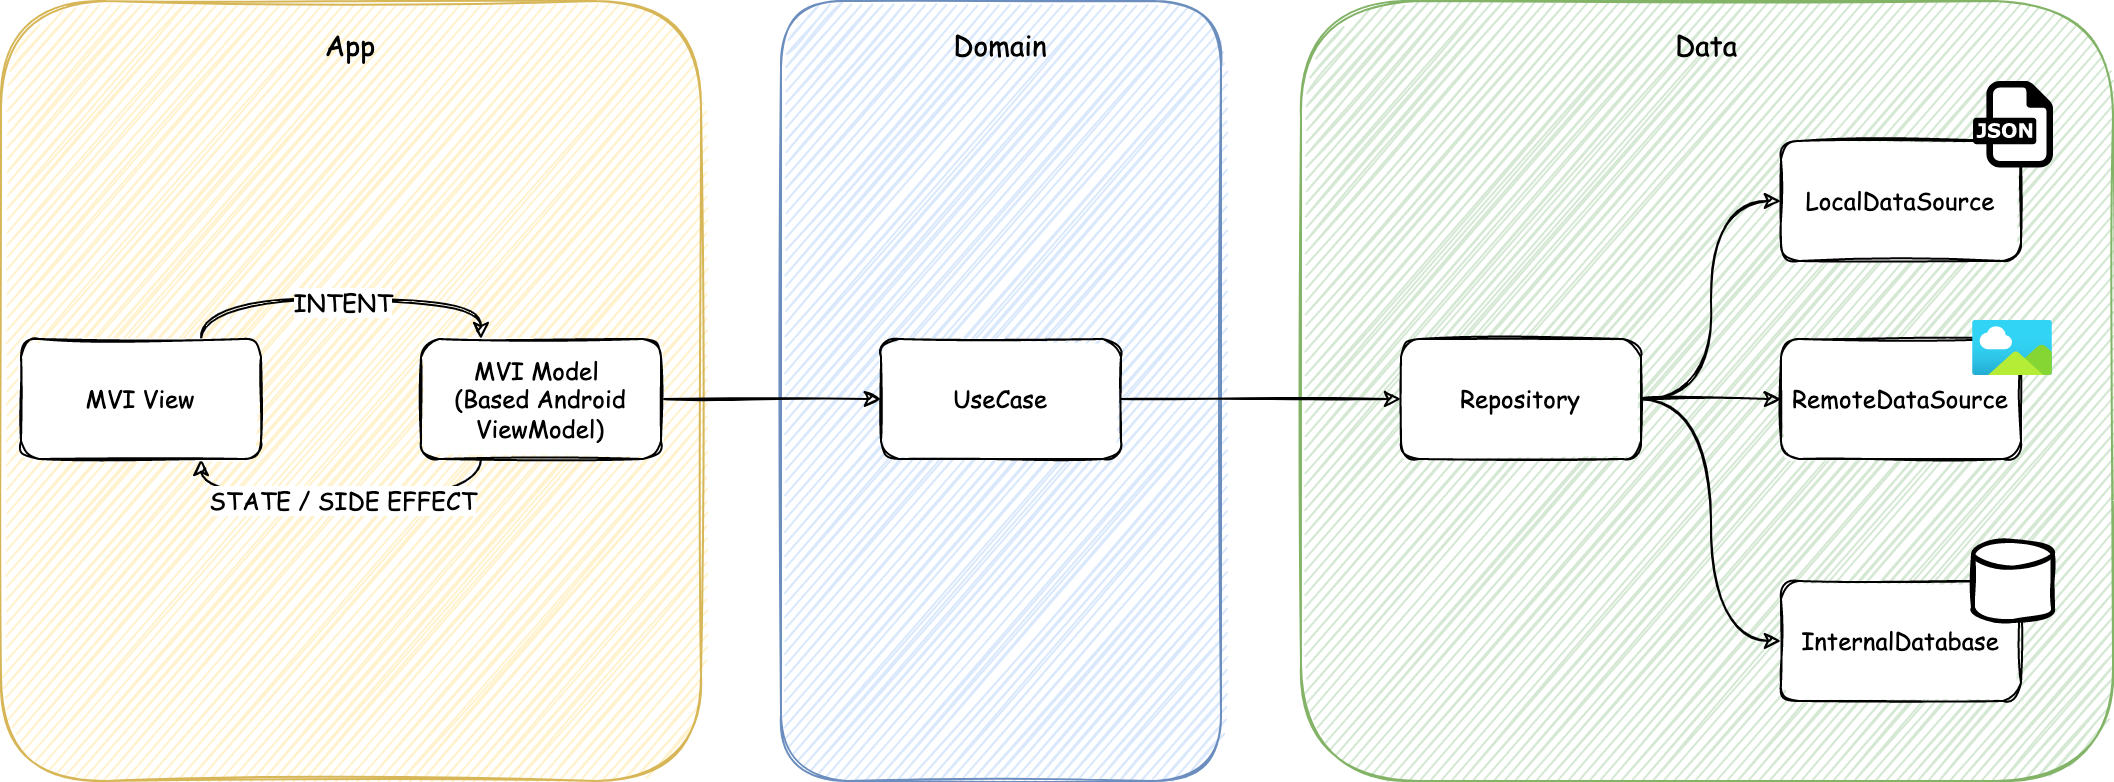 App
Domain
Data
JSON
LocalDataSource
INTENT
MVI View
MVI Model
(Based Android
ViewModel)
UseCase
Repository
RemoteDataSource
STATE / SIDE EFFECT
InternalDatabase